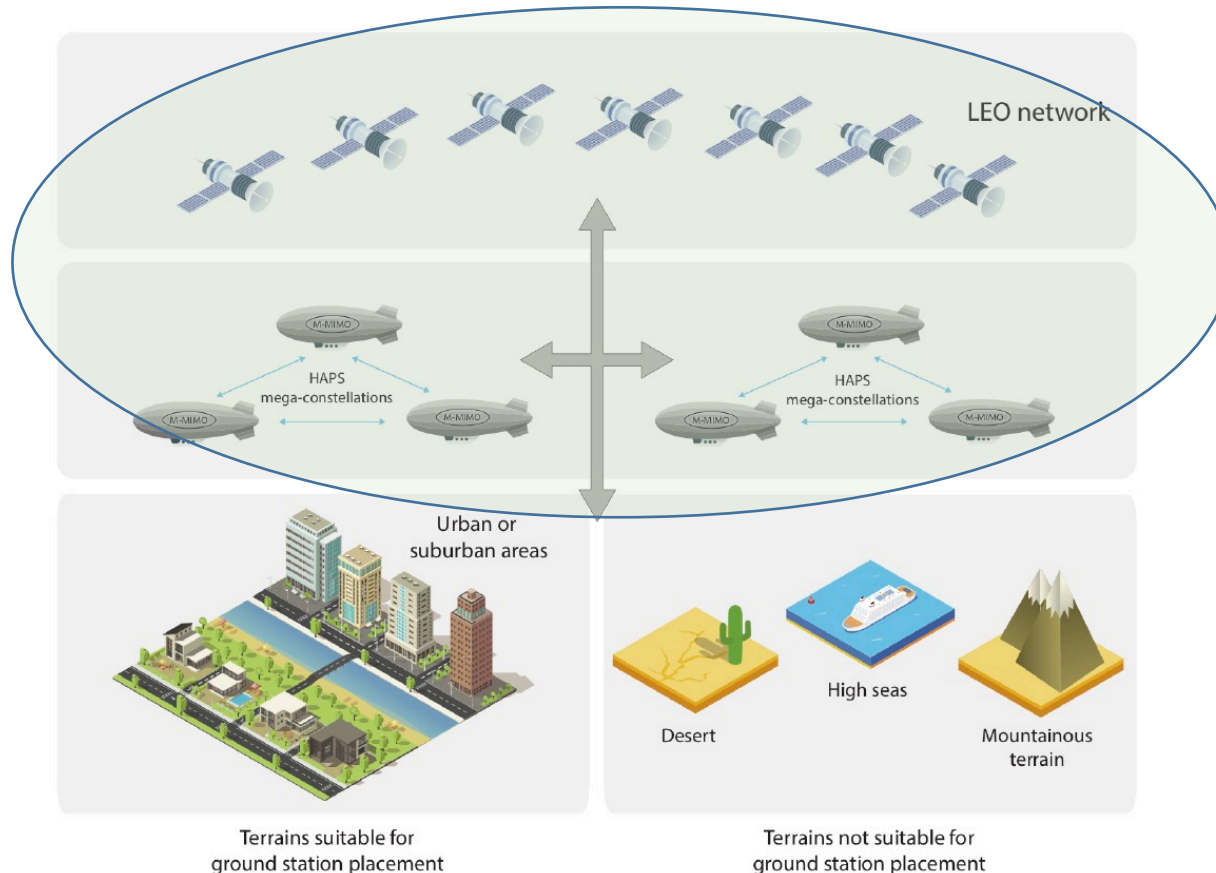 LEO network
M-MIMO
M-MIMO
HAPS
mega-constellations
HAPS
mega-constellations
M-MIMO
M-MIMO
M-MIMO
M-MIMO
Urban or
suburban areas
High seas
Desert
Mountainous
terrain
Terrains suitable for
ground station placement
Terrains not suitable for
ground station placement